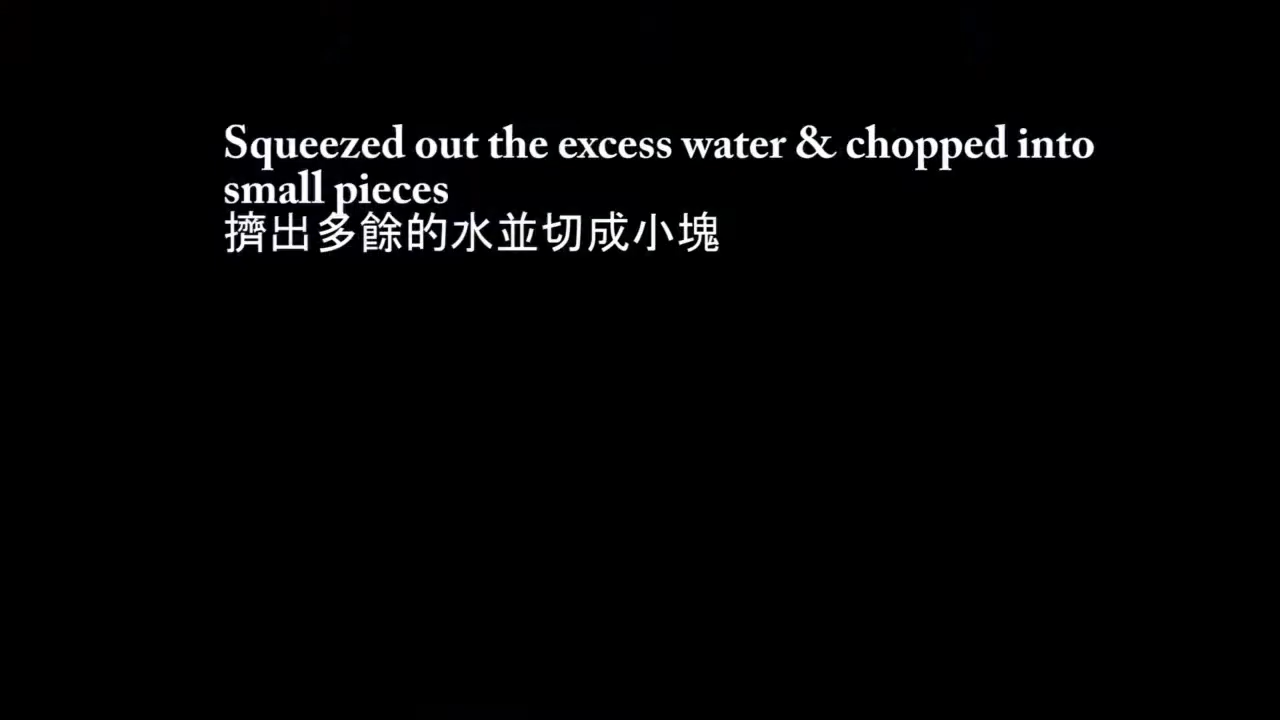 Squeezed out the excess water & chopped into
small pieces
擠出多餘的水並切成小塊